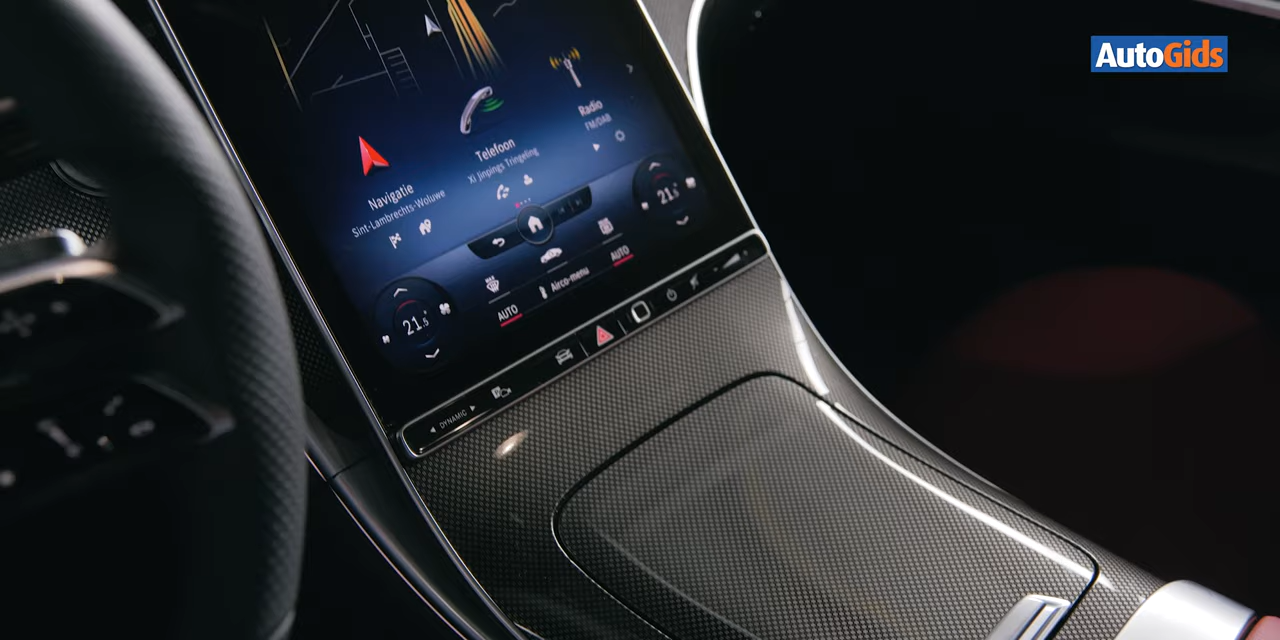 AutoGids
Radio
FM/DAB
Telefoon
Xi Jinpings Tringeling
Navigatie
Sint-Lambrechts-Woluwe
21.5
AUTO
Airco-menu
AUTO
21.5
DYNAMIC